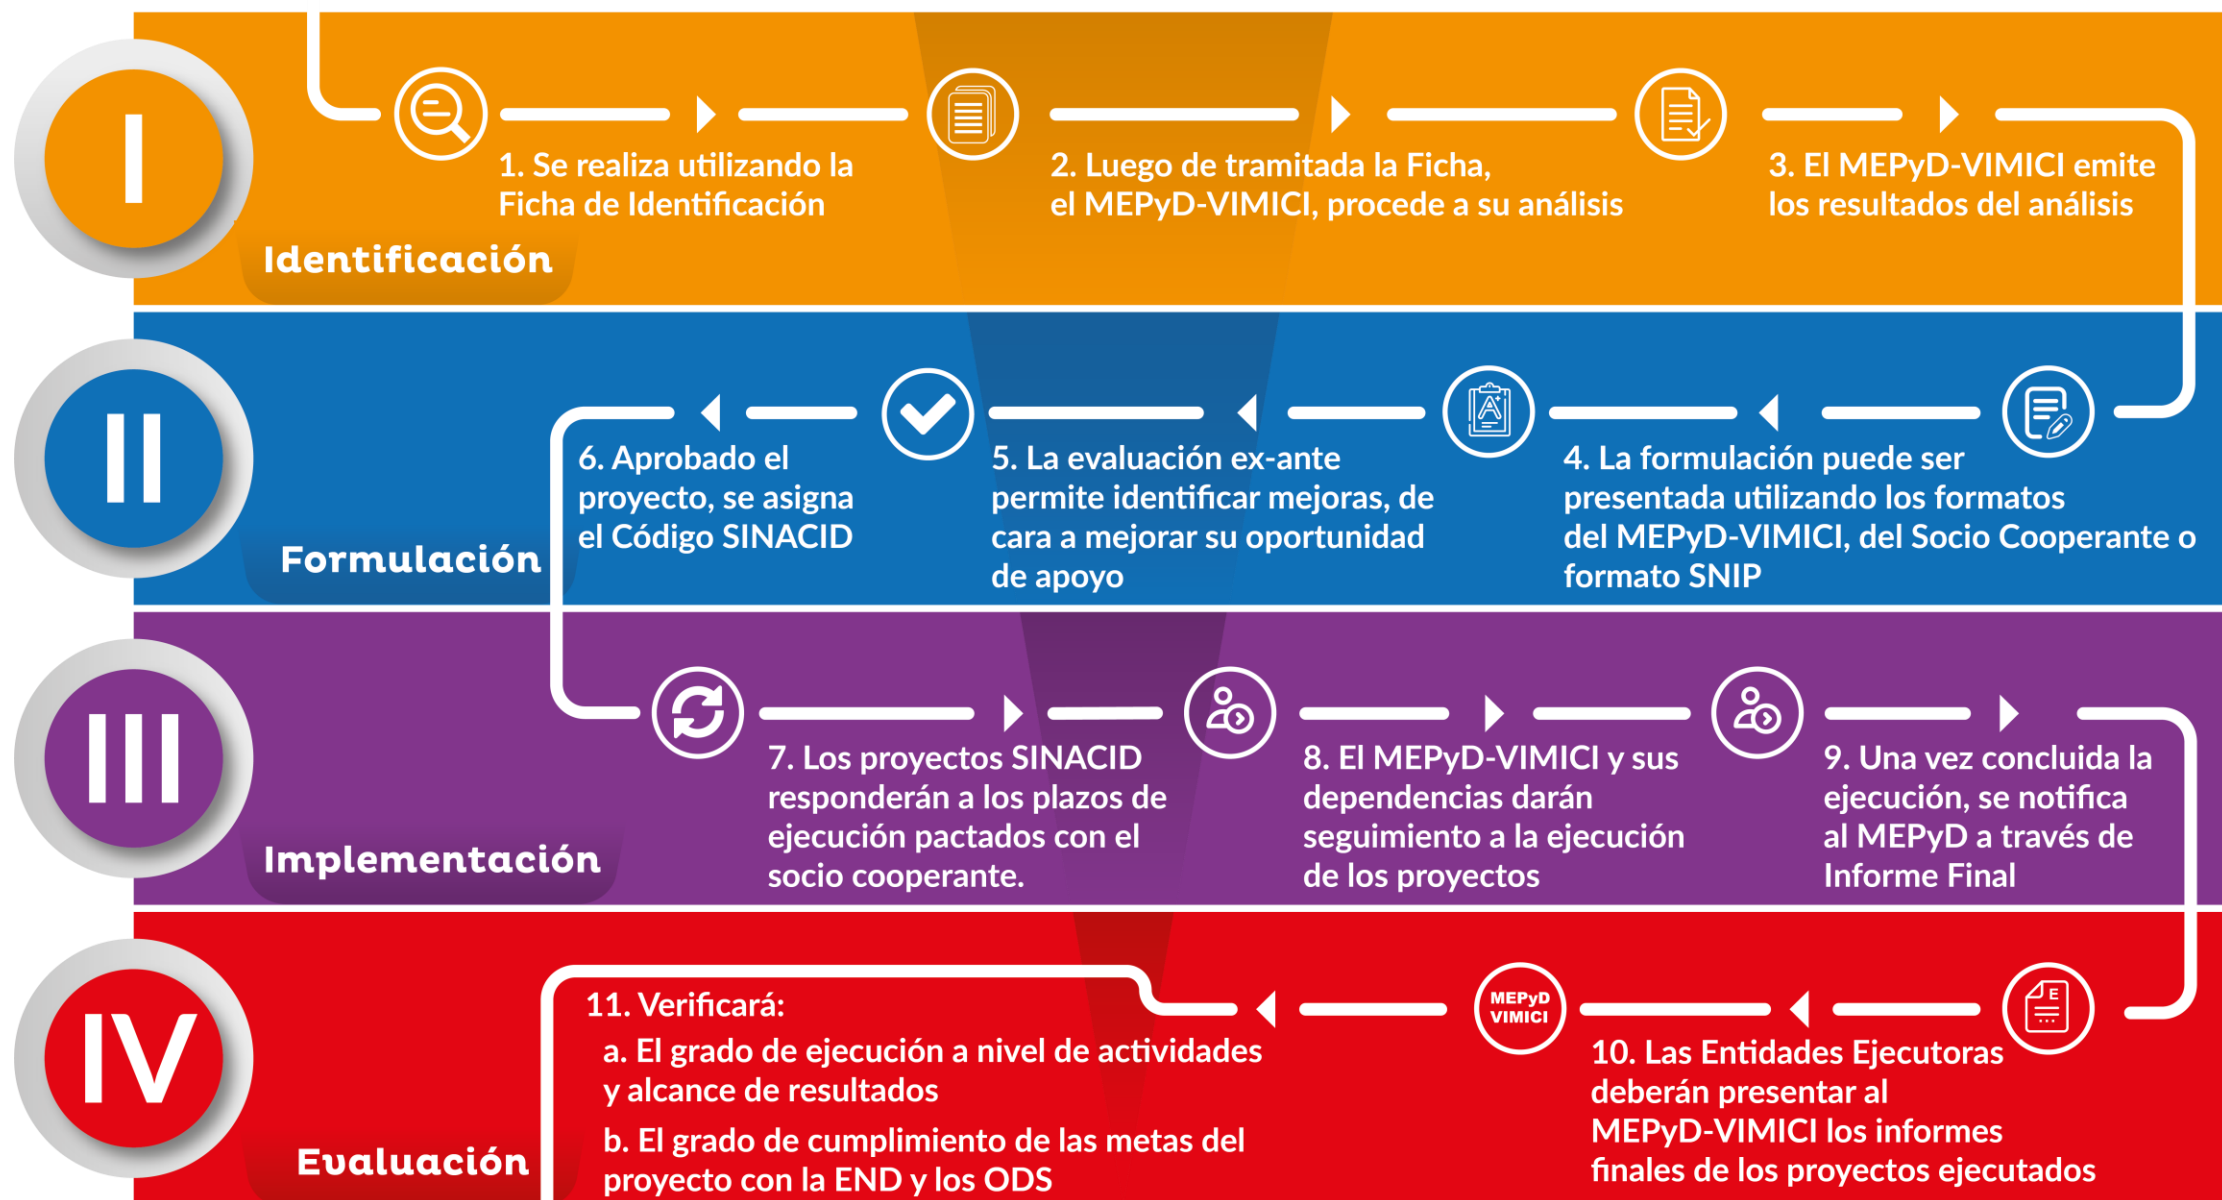 I
1. Se realiza utilizando la
Ficha de Identificación
2. Luego de tramitada la Ficha,
el MEPyD-VIMICI, procede a su análisis
3. El MEPyD-VIMICI emite
los resultados del análisis
Identificación
II
4. La formulación puede ser
presentada utilizando los formatos
del MEPyD-VIMICI, del Socio Cooperante o
formato SNIP
A+
5. La evaluación ex-ante
permite identificar mejoras, de
cara a mejorar su oportunidad
de apoyo
6. Aprobado el
proyecto, se asigna
el Código SINACID
Formulación
III
7. Los proyectos SINACID
responderán a los plazos de
ejecución pactados con el
socio cooperante.
8. El MEPyD-VIMICI y sus
dependencias darán
seguimiento a la ejecución
de los proyectos
9. Una vez concluida la
ejecución, se notifica
al MEPyD a través de
Informe Final
Implementación
IV
E
10. Las Entidades Ejecutoras
deberán presentar al
MEPyD-VIMICI los informes
finales de los proyectos ejecutados
MEPyD
VIMICI
11. Verificará:
a. El grado de ejecución a nivel de actividades
y alcance de resultados
b. El grado de cumplimiento de las metas del
proyecto con la END y los ODS
Evaluación